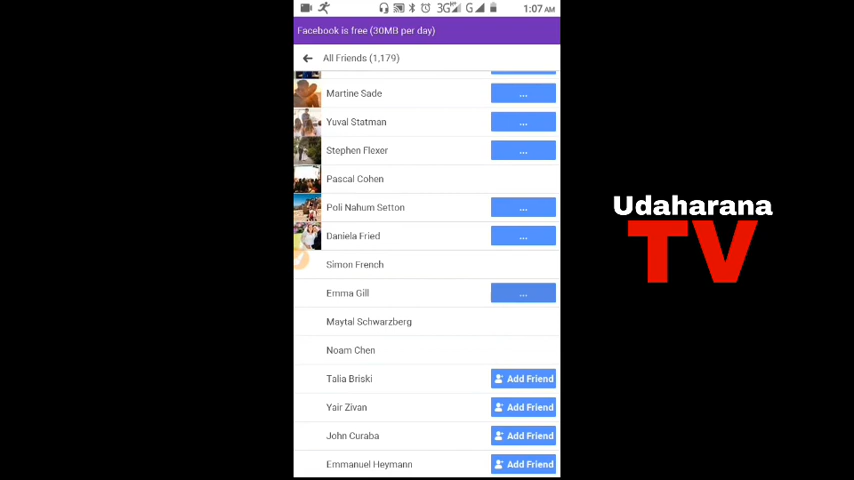 3G G 1:07 AM
Facebook is free (30MB per day)
All Friends (1,179)
Martine Sade ...
Yuval Statman ...
Stephen Flexer ...
Pascal Cohen
Poli Nahum Setton ...
Daniela Fried ...
Simon French
Emma Gill ...
Maytal Schwarzberg
Noam Chen
Talia Briski Add Friend
Yair Zivan Add Friend
John Curaba Add Friend
Emmanuel Heymann Add Friend
Udaharana
TV